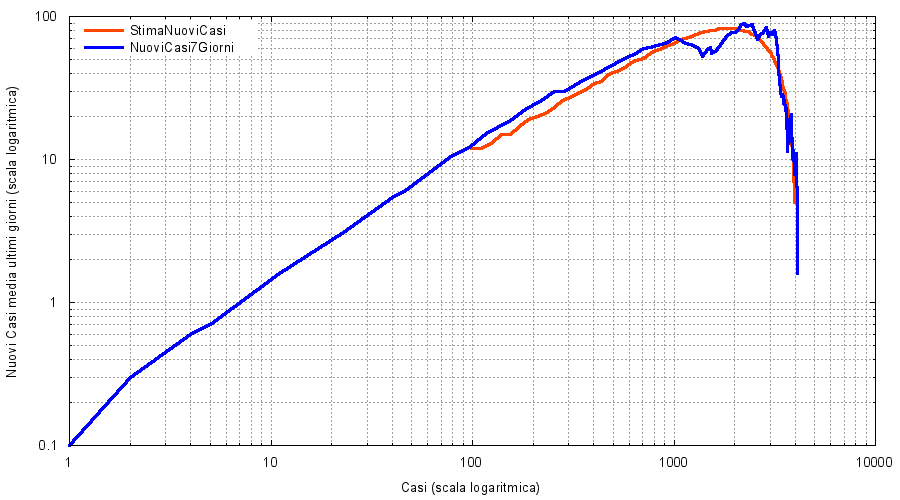 100
StimaNuoviCasi
NuoviCasi7Giorni
10
1
0.1
Nuovi Casi media ultimi giorni (scala logaritmica)
1
10
100
1000
10000
Casi (scala logaritmica)